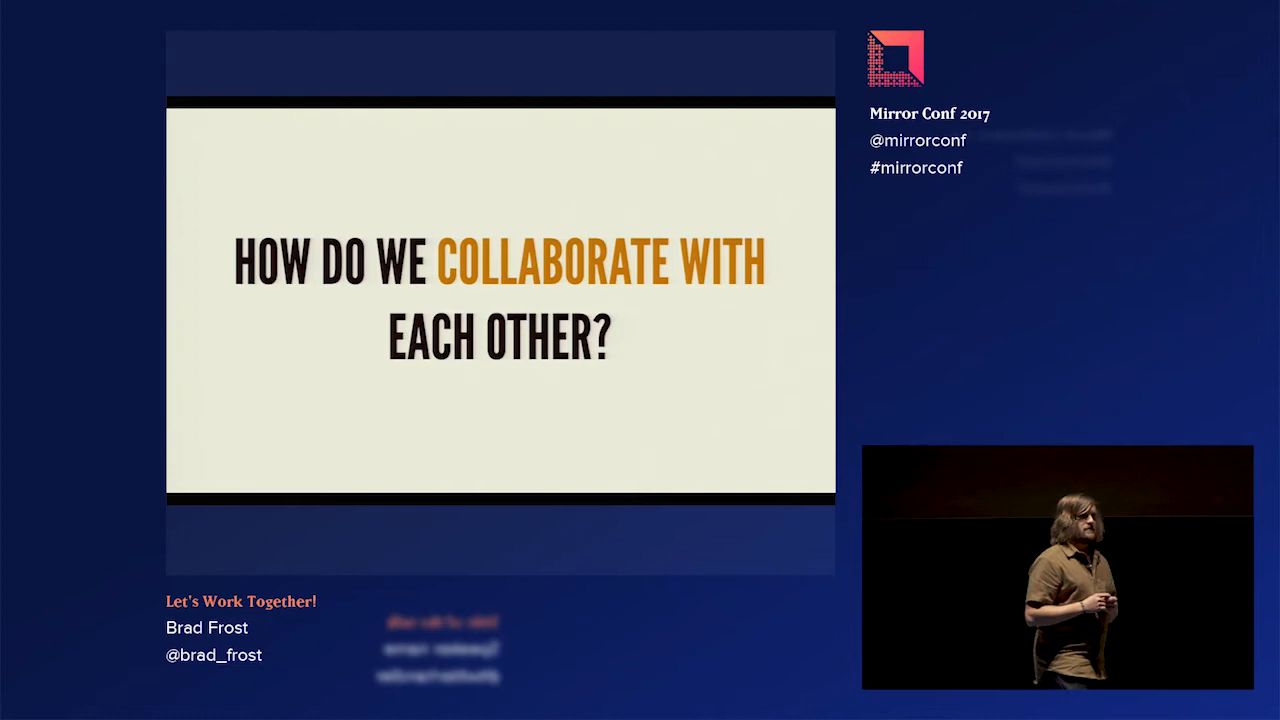 HOW DO WE COLLABORATE WITH
EACH OTHER?
Mirror Conf 2017
@mirrorconf
#mirrorconf
Let's Work Together!
Brad Frost
@brad_frost